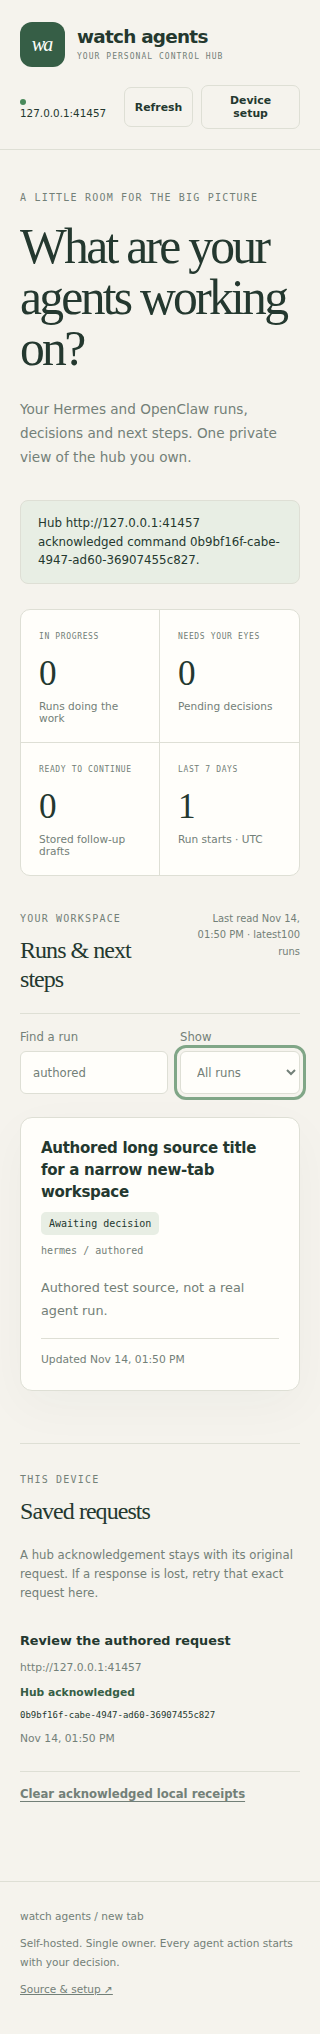 wa
watch agents
YOUR PERSONAL CONTROL HUB
127.0.0.1:41457
Refresh
Device
setup
A LITTLE ROOM FOR THE BIG PICTURE
What are your
agents working
on?
Your Hermes and OpenClaw runs,
decisions and next steps. One private
view of the hub you own.
Hub http://127.0.0.1:41457
acknowledged command 0b9bf16f-cabe-
4947-ad60-36907455c827.
IN PROGRESS
0
Runs doing the
work
NEEDS YOUR EYES
0
Pending decisions
READY TO CONTINUE
0
Stored follow-up
drafts
LAST 7 DAYS
1
Run starts · UTC
YOUR WORKSPACE
Runs & next
steps
Last read Nov 14,
01:50 PM · latest100
runs
Find a run
authored
Show
All runs
Authored long source title
for a narrow new-tab
workspace
Awaiting decision
hermes / authored
Authored test source, not a real
agent run.
Updated Nov 14, 01:50 PM
THIS DEVICE
Saved requests
A hub acknowledgement stays with its original
request. If a response is lost, retry that exact
request here.
Review the authored request
http://127.0.0.1:41457
Hub acknowledged
0b9bf16f-cabe-4947-ad60-36907455c827
Nov 14, 01:50 PM
Clear acknowledged local receipts
watch agents / new tab
Self-hosted. Single owner. Every agent action starts
with your decision.
Source & setup ↗